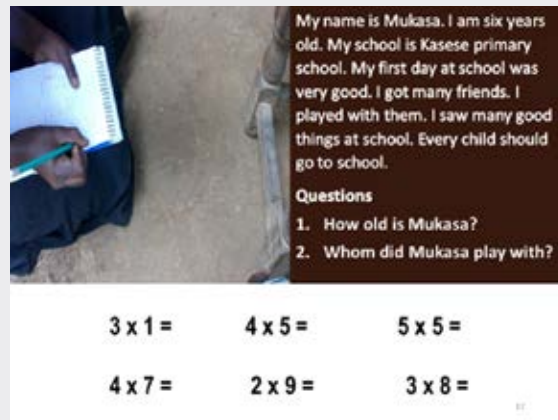 My name is Mukasa. I am six years
old. My school is Kasese primary
school. My first day at school was
very good. I got many friends. I
played with them. I saw many good
things at school. Every child should
go to school.
Questions
1. How old is Mukasa?
2. Whom did Mukasa play with?
3 x 1 = 4 x 5 = 5 x 5 =
4 x 7 = 2 x 9 = 3 x 8 =